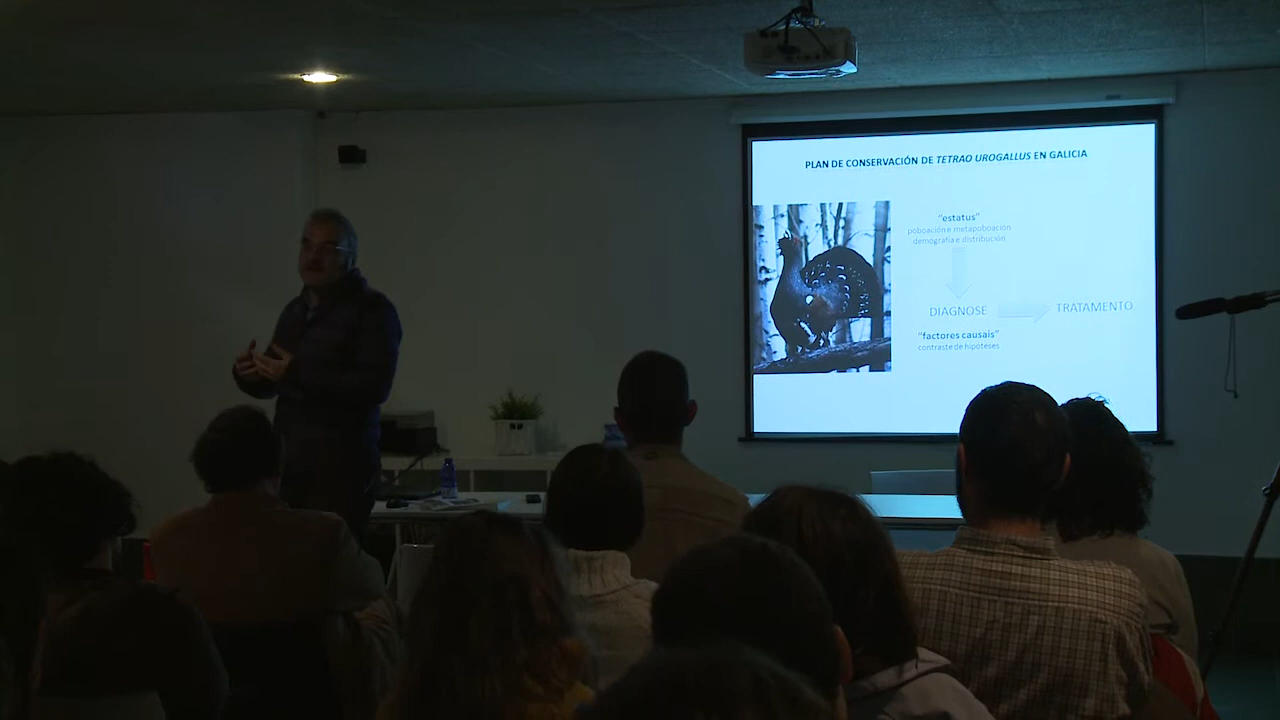 PLAN DE CONSERVACIÓN DE TETRAO UROGALLUS EN GALICIA
"estatus"
poboación e metapoboación
demografía e distribución
DIAGNOSE
TRATAMENTO
"factores causais"
contraste de hipóteses